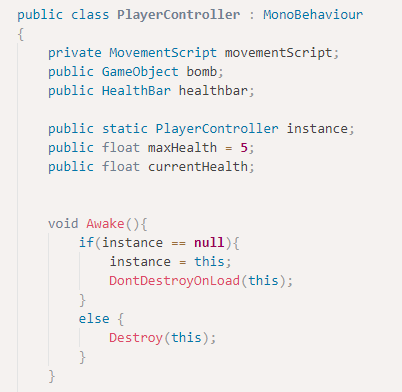 public class PlayerController : MonoBehaviour
{
    private MovementScript movementScript;
    public GameObject bomb;
    public HealthBar healthbar;

    public static PlayerController instance;
    public float maxHealth = 5;
    public float currentHealth;


    void Awake(){
        if(instance == null){
            instance = this;
            DontDestroyOnLoad(this);
        }
        else {
            Destroy(this);
        }
    }